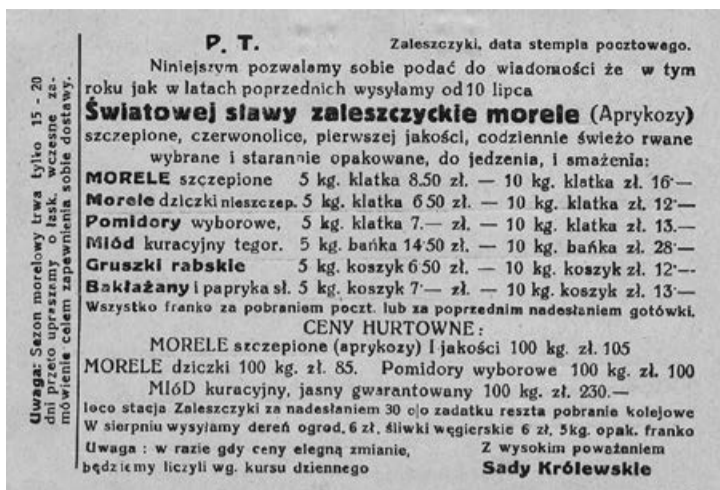 Uwaga: Sezon morelowy trwa tylko 15 - 20
dni przeto upraszamy o łask. wczesne za-
mówienie celem zapewnienia sobie dostawy.
P. T. Zaleszczyki, data stempla pocztowego.
Niniejszym pozwalamy sobie podać do wiadomości że w tym
roku jak w latach poprzednich wysyłamy od 10 lipca
Światowej sławy zaleszczyckie morele (Aprykozy)
szczepione, czerwonolice, pierwszej jakości, codziennie świeżo rwane
wybrane i starannie opakowane, do jedzenia, i smażenia:
MORELE szczepione 5 kg. klatka 8.50 zł. — 10 kg. klatka zł. 16·—
Morele dziczki nieszczep. 5 kg. klatka 6 50 zł. — 10 kg. klatka zł. 12·—
Pomidory wyborowe, 5 kg. klatka 7.— zł. — 10 kg. klatka zł. 13.—
Miód kuracyjny tegor. 5 kg. bańka 14·50 zł. — 10 kg. bańka zł. 28·—
Gruszki rabskie 5 kg. koszyk 6·50 zł. — 10 kg. koszyk zł. 12·—
Bakłażany i papryka sł. 5 kg. koszyk 7·— zł. — 10 kg. koszyk zł. 13·—
Wszystko franko za pobraniem poczt. lub za poprzednim nadesłaniem gotówki.
CENY HURTOWNE:
MORELE szczepione (aprykozy) I jakości 100 kg. zł. 105
MORELE dziczki 100 kg. zł. 85. Pomidory wyborowe 100 kg. zł. 100
MIóD kuracyjny, jasny gwarantowany 100 kg. zł. 230.—
loco stacja Zaleszczyki za nadesłaniem 30 c|o zadatku reszta pobranie kolejowe
W sierpniu wysyłamy dereń ogrod. 6 zł, śliwki węgierskie 6 zł, 5kg. opak. franko
Uwaga : w razie gdy ceny elegną zmianie,
będziemy liczyli wg. kursu dziennego
Z wysokim poważaniem
Sady Królewskie